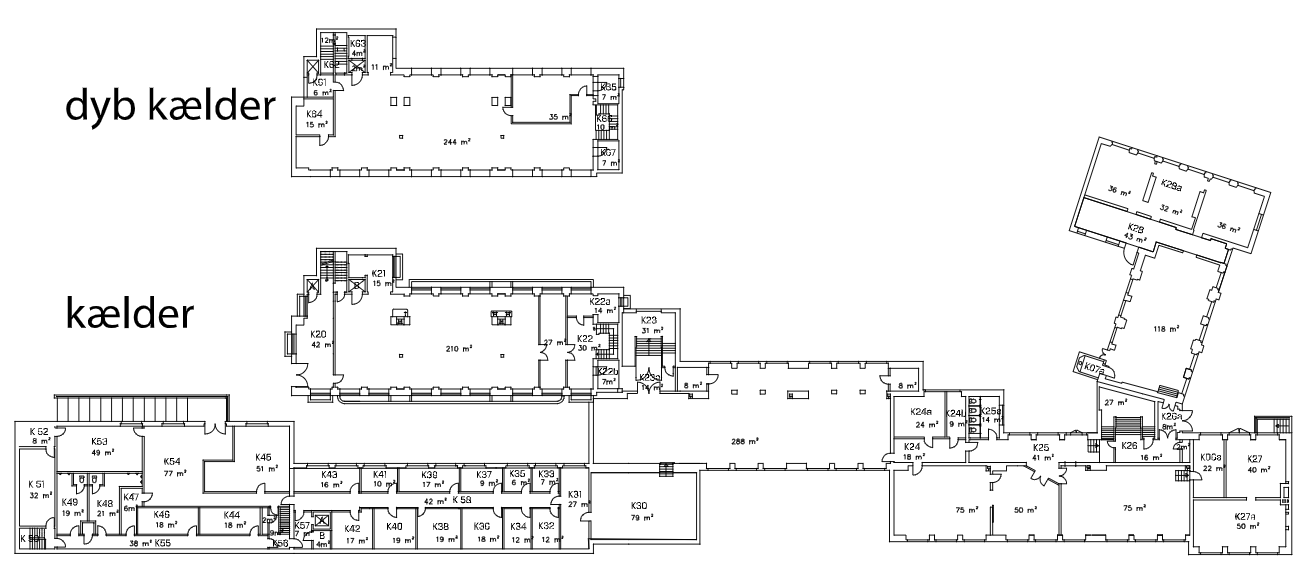 dyb kælder
12m²
K63
4m²
K62
2m²
11 m²
K61
6 m²
K64
15 m²
244 m²
35 m²
K65
7 m²
K66
10
K67
7 m²
kælder
K21
15 m²
K20
42 m²
210 m²
27 m²
K22a
14 m²
K22
30 m²
K22b
7m²
K23
31 m²
K23a
14 m²
8 m²
288 m²
8 m²
K24a
24 m²
K24b
9 m²
K25a
14 m²
K24
18 m²
K25
41 m²
K26
16 m²
2m²
K26a
8m²
27 m²
K07a
118 m²
K28
43 m²
36 m²
K28a
32 m²
36 m²
22 m²
K27
40 m²
K27a
50 m²
75 m²
50 m²
75 m²
K 52
8 m²
K53
49 m²
K54
77 m²
K45
51 m²
K 51
32 m²
K49
19 m²
K48
21 m²
K47
6m²
K46
18 m²
K44
18 m²
2m²
9m²
K 50
38 m² K55
K56
K57
7 m²
B
4m²
K43
16 m²
K41
10 m²
K39
17 m²
K37
9 m²
K35
6 m²
K33
7 m²
42 m² K 58
K31
27 m²
K42
17 m²
K40
19 m²
K38
19 m²
K36
18 m²
K34
12 m²
K32
12 m²
K30
79 m²